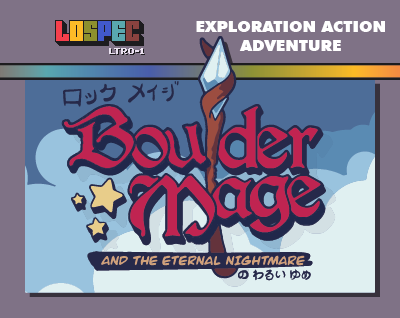 LOSPEC
LTRO-1
EXPLORATION ACTION
ADVENTURE
ロック メイジ
Boulder
Mage
AND THE ETERNAL NIGHTMARE
の わるい ゆめ